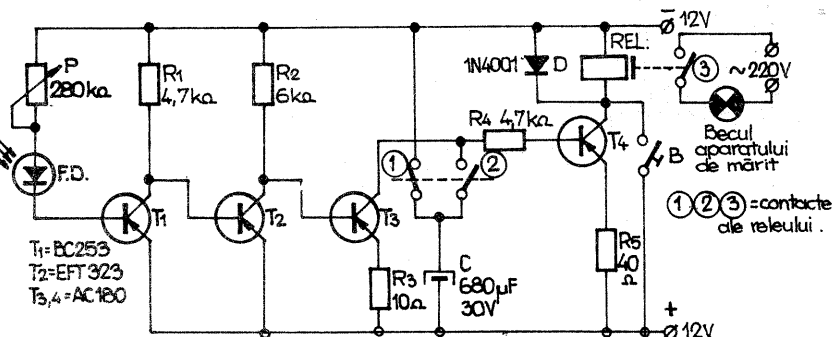 P
280kΩ
R1
4,7kΩ
R2
6kΩ
F.D.
T1
T2
T3
T1=BC253
T2=EFT323
T3,4=AC180
R3
10Ω
1
2
C
680µF
30V
R4 4,7kΩ
1N4001
D
REL:
T4
R5
40
Ω
B
− 12V
+
12V
3
~220V
Becul
aparatului
de mărit
1 2 3 =contacte
ale releului.